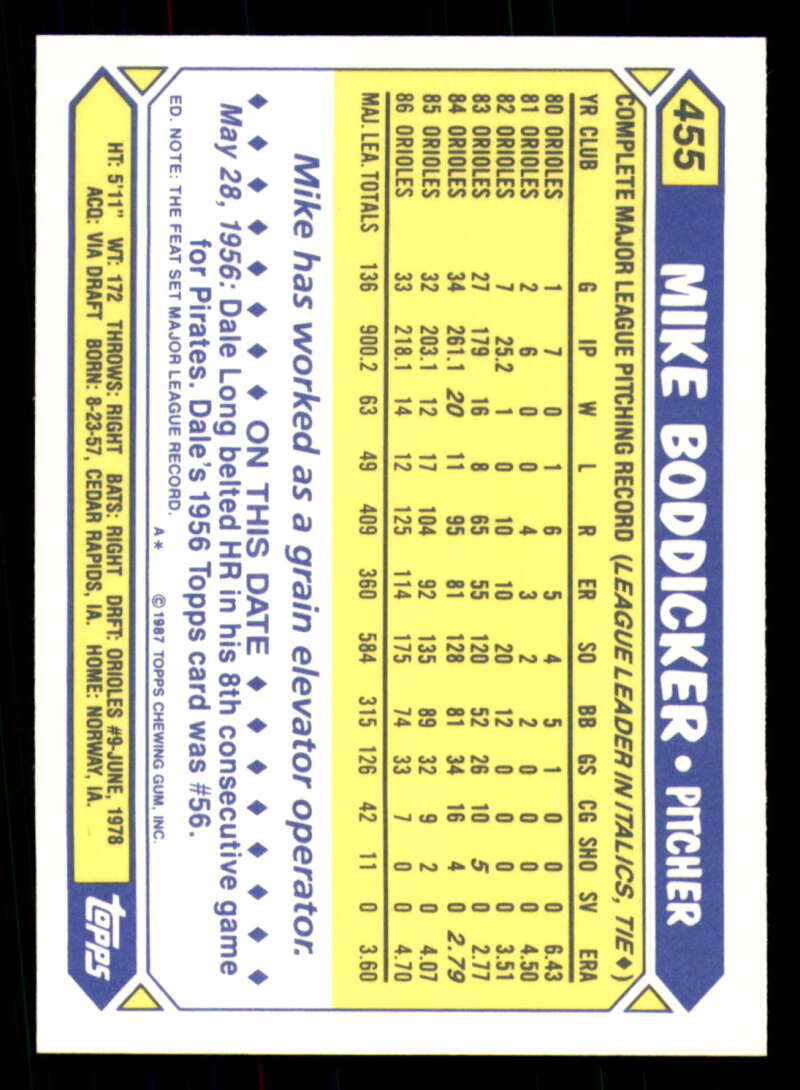 455 MIKE BODDICKER • PITCHER
COMPLETE MAJOR LEAGUE PITCHING RECORD (LEAGUE LEADER IN ITALICS, TIE♦)
YR CLUB G IP W L R ER SO BB GS CG SHO SV ERA
80 ORIOLES 1 7 0 1 6 5 4 5 1 0 0 0 6.43
81 ORIOLES 2 6 0 0 4 3 2 2 0 0 0 0 4.50
82 ORIOLES 7 25.2 1 0 10 10 20 12 0 0 0 0 3.51
83 ORIOLES 27 179 16 8 65 55 120 52 26 10 5 0 2.77
84 ORIOLES 34 261.1 20 11 95 81 128 81 34 16 4 0 2.79
85 ORIOLES 32 203.1 12 17 104 92 135 89 32 9 2 0 4.07
86 ORIOLES 33 218.1 14 12 125 114 175 74 33 7 0 0 4.70
MAJ. LEA. TOTALS 136 900.2 63 49 409 360 584 315 126 42 11 0 3.60
Mike has worked as a grain elevator operator.
♦ ♦ ♦ ♦ ♦ ♦ ♦ ♦ ON THIS DATE ♦ ♦ ♦ ♦ ♦ ♦ ♦ ♦
May 28, 1956: Dale Long belted HR in his 8th consecutive game
for Pirates. Dale's 1956 Topps card was #56.
ED. NOTE: THE FEAT SET MAJOR LEAGUE RECORD. A* © 1987 TOPPS CHEWING GUM, INC.
HT: 5'11" WT: 172 THROWS: RIGHT BATS: RIGHT DRFT: ORIOLES #9-JUNE, 1978
ACQ: VIA DRAFT BORN: 8-23-57, CEDAR RAPIDS, IA. HOME: NORWAY, IA.
topps